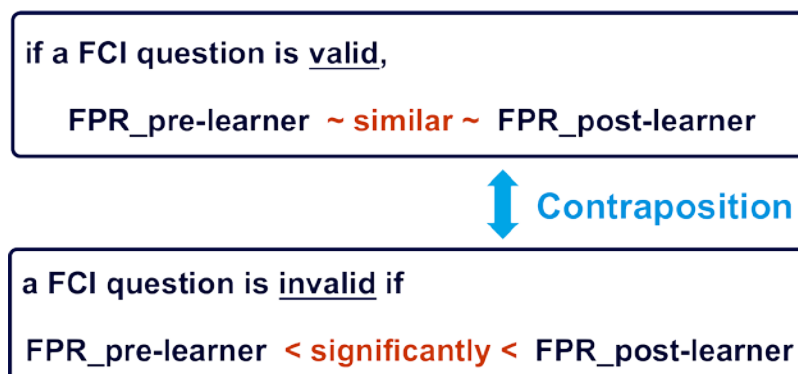 if a FCI question is valid,
FPR_pre-learner ~ similar ~ FPR_post-learner
Contraposition
a FCI question is invalid if
FPR_pre-learner < significantly < FPR_post-learner